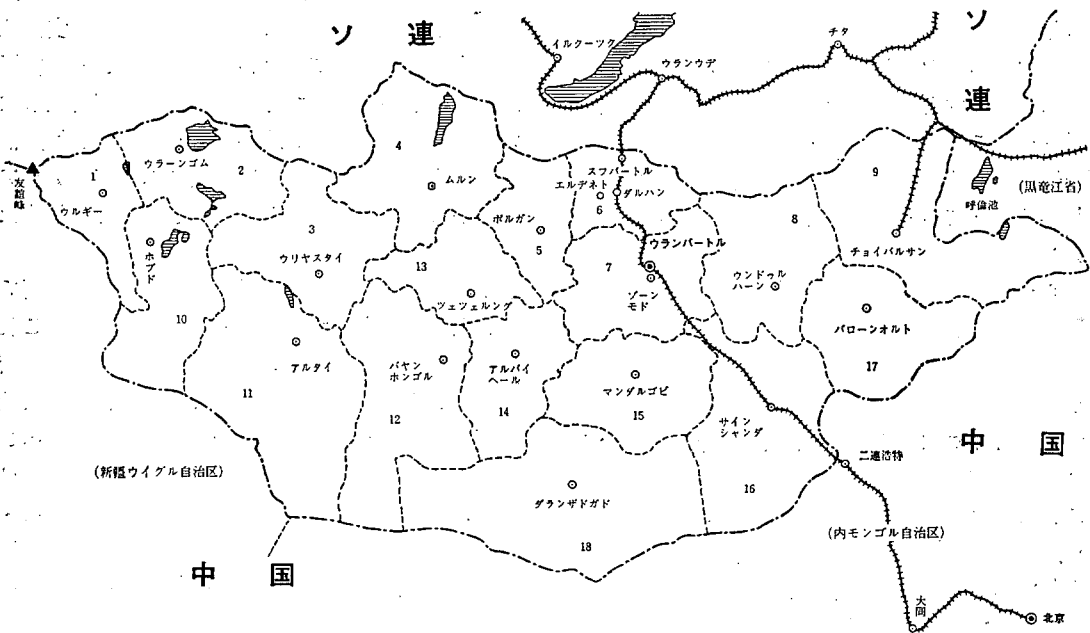 ソ 連
ソ
連
イルクーツク
ウランウデ
チタ
友誼峰
1
ウルギー
ウラーンゴム
2
4
ムルン
スフバートル
エルデネト
6
ダルハン
9
呼倫池
(黒竜江省)
ホブド
3
ウリヤスタイ
13
ツェツェルング
ボルガン
5
7
ウランバートル
ゾーン
モド
8
ウンドゥル
ハーン
チョイバルサン
10
11
アルタイ
バヤン
ホンゴル
12
アルバイ
ヘール
14
マンダルゴビ
15
サイン
シャンダ
16
バローンオルト
17
(新疆ウイグル自治区)
ダランザドガド
18
二連浩特
中 国
(内モンゴル自治区)
中 国
大同
北京